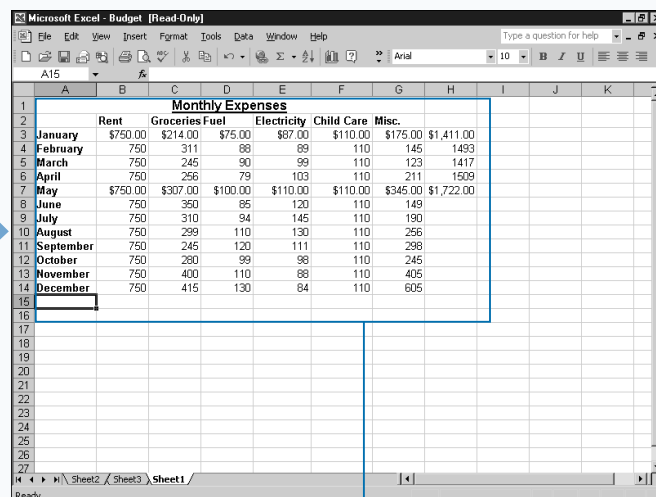 Microsoft Excel - Budget [Read-Only]
File Edit View Insert Format Tools Data Window Help Type a question for help
Arial 10 B I U
A15 fx
A B C D E F G H I J K
1 Monthly Expenses
2 Rent Groceries Fuel Electricity Child Care Misc.
3 January $750.00 $214.00 $75.00 $87.00 $110.00 $175.00 $1,411.00
4 February 750 311 88 89 110 145 1493
5 March 750 245 90 99 110 123 1417
6 April 750 256 79 103 110 211 1509
7 May $750.00 $307.00 $100.00 $110.00 $110.00 $345.00 $1,722.00
8 June 750 350 85 120 110 149
9 July 750 310 94 145 110 190
10 August 750 299 110 130 110 256
11 September 750 245 120 111 110 298
12 October 750 280 99 98 110 245
13 November 750 400 110 88 110 405
14 December 750 415 130 84 110 605
15
16
17
18
19
20
21
22
23
24
25
26
27
Sheet2 Sheet3 Sheet1
Ready